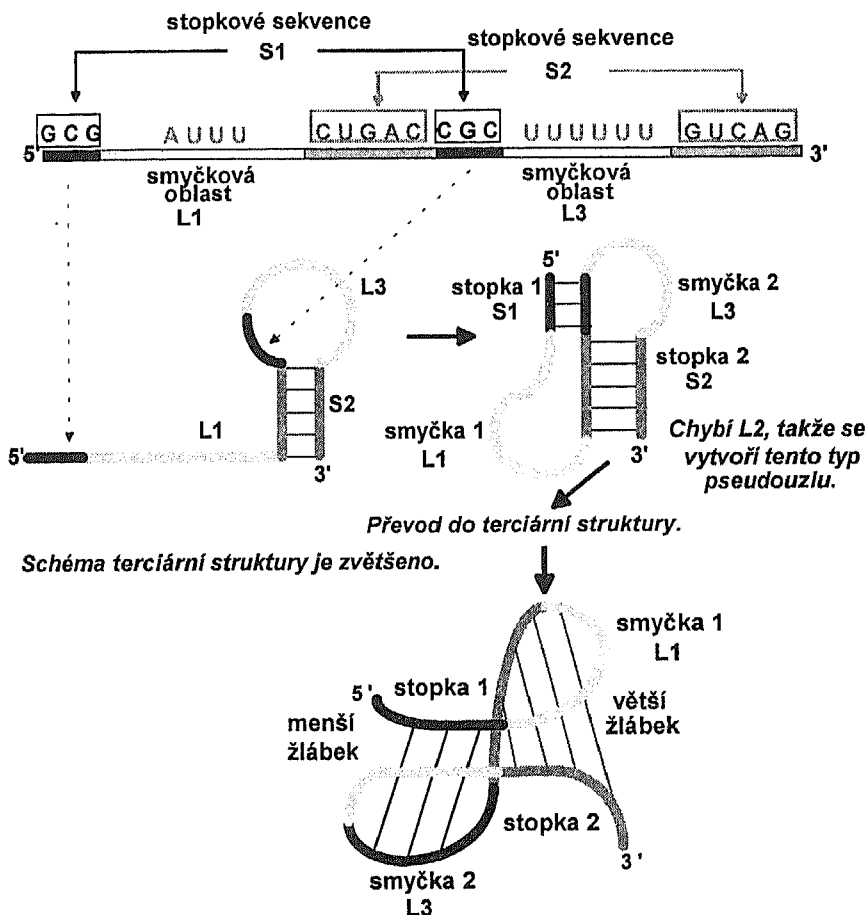 stopkové sekvence
S1
stopkové sekvence
S2
GCG AUUU CUGAC CGC UUUUUU GUCAG
5' 3'
smyčková
oblast
L1
smyčková
oblast
L3
L3
S2
L1
5'
3'
5'
stopka 1
S1
smyčka 2
L3
stopka 2
S2
smyčka 1
L1
3'
Chybí L2, takže se
vytvoří tento typ
pseudouzlu.
Převod do terciární struktury.
Schéma terciární struktury je zvětšeno.
smyčka 1
L1
5'
stopka 1
menší
žlábek
větší
žlábek
stopka 2
3'
smyčka 2
L3